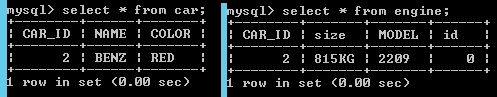 mysql> select * from car;
+--------+------+-------+
| CAR_ID | NAME | COLOR |
+--------+------+-------+
|      2 | BENZ | RED   |
+--------+------+-------+
1 row in set (0.00 sec)
mysql> select * from engine;
+--------+-------+-------+------+
| CAR_ID | size  | MODEL | id   |
+--------+-------+-------+------+
|      2 | 815KG | 2209  |    0 |
+--------+-------+-------+------+
1 row in set (0.00 sec)